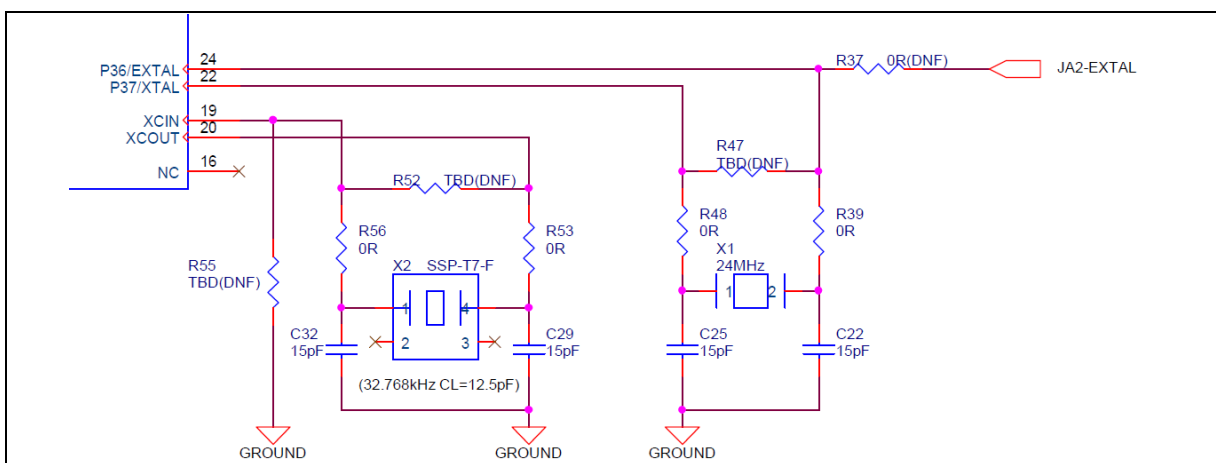 24
P36/EXTAL
R37 0R(DNF)
JA2-EXTAL
22
P37/XTAL
19
XCIN
20
XCOUT
16
NC
R47
TBD(DNF)
R52 TBD(DNF)
R48
0R
R39
0R
R56
0R
R53
0R
X1
24MHz
1 2
R55
TBD(DNF)
X2 SSP-T7-F
1 4
2 3
C32
15pF
C29
15pF
C25
15pF
C22
15pF
(32.768kHz CL=12.5pF)
GROUND
GROUND
GROUND